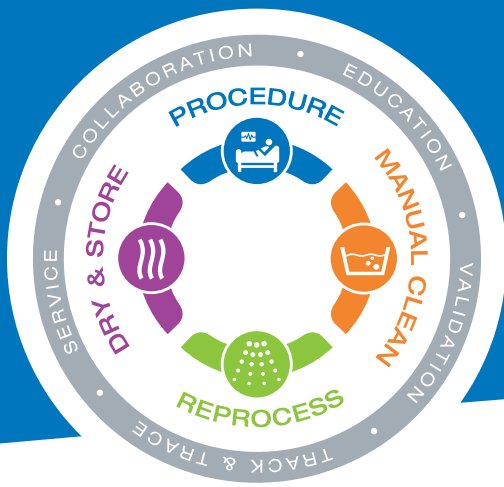 COLLABORATION • EDUCATION • VALIDATION • TRACK & TRACE • SERVICE •
PROCEDURE
MANUAL CLEAN
REPROCESS
DRY & STORE